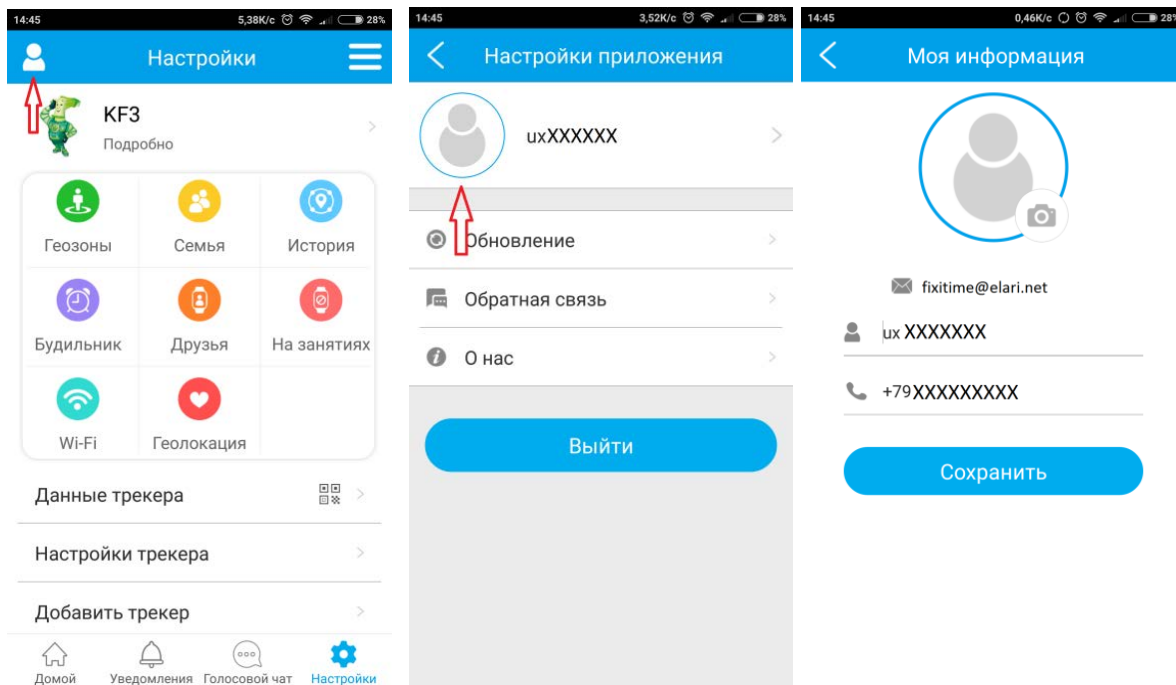 14:45 5,38K/c 28%
Настройки
KF3
Подробно
Геозоны Семья История
Будильник Друзья На занятиях
Wi-Fi Геолокация
Данные трекера
Настройки трекера
Добавить трекер
Домой Уведомления Голосовой чат Настройки
14:45 3,52K/c 28%
Настройки приложения
uxXXXXXX
Обновление
Обратная связь
О нас
Выйти
14:45 0,46K/c 28%
Моя информация
fixitime@elari.net
ux XXXXXXX
+79XXXXXXXXX
Сохранить